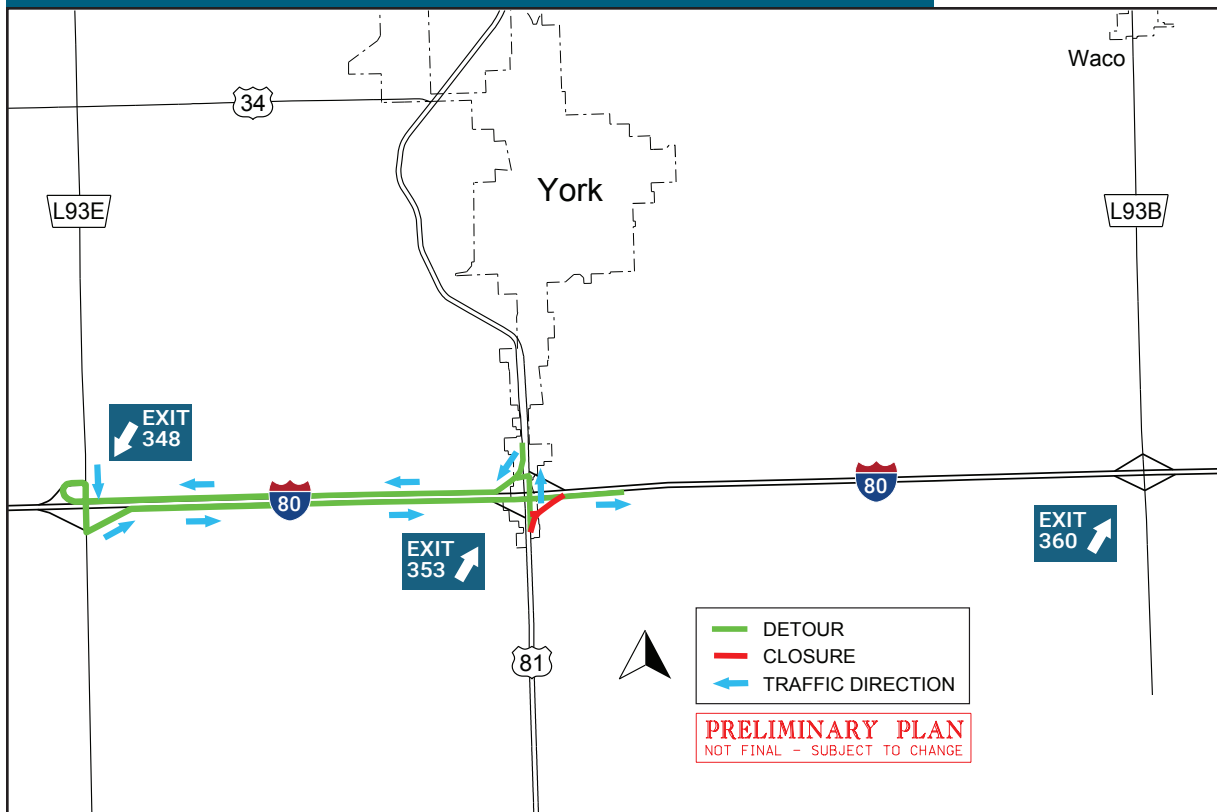 Waco
34
L93E
York
L93B
EXIT
348
80
80
EXIT
353
EXIT
360
81
DETOUR
CLOSURE
TRAFFIC DIRECTION
PRELIMINARY PLAN
NOT FINAL - SUBJECT TO CHANGE